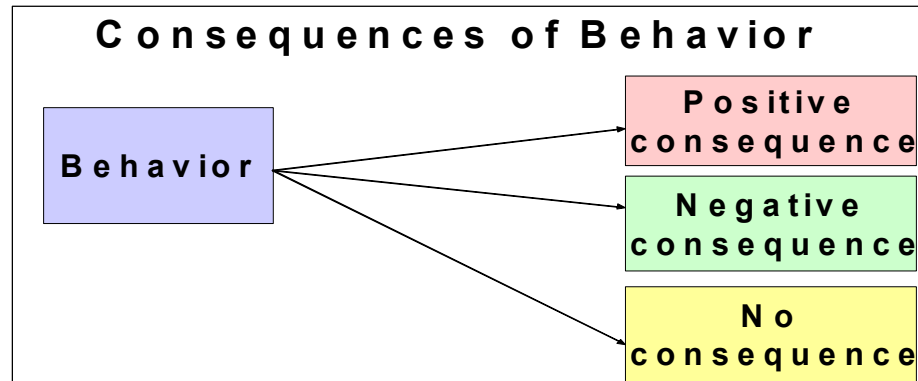 Consequences of Behavior
Behavior
Positive
consequence
Negative
consequence
No
consequence